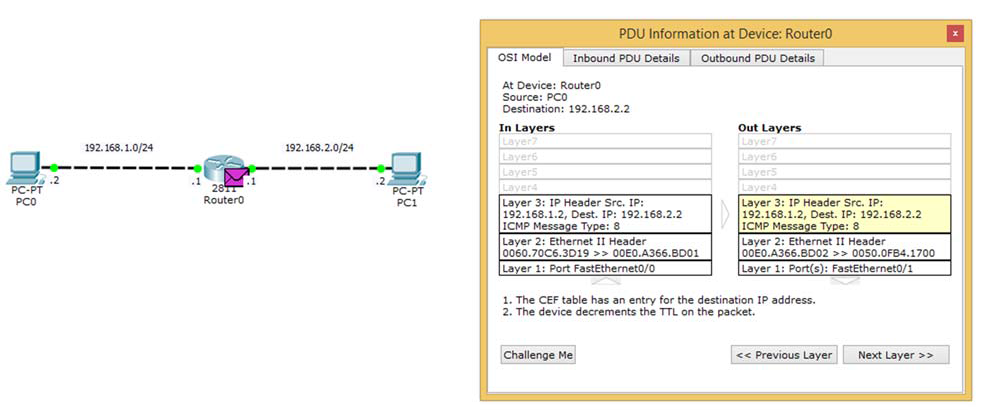 192.168.1.0/24
192.168.2.0/24
.2
.1
.1
.2
PC-PT
PC0
2811
Router0
PC-PT
PC1
PDU Information at Device: Router0
x
OSI Model
Inbound PDU Details
Outbound PDU Details
At Device: Router0
Source: PC0
Destination: 192.168.2.2
In Layers
Layer7
Layer6
Layer5
Layer4
Layer 3: IP Header Src. IP:
192.168.1.2, Dest. IP: 192.168.2.2
ICMP Message Type: 8
Layer 2: Ethernet II Header
0060.70C6.3D19 >> 00E0.A366.BD01
Layer 1: Port FastEthernet0/0
Out Layers
Layer7
Layer6
Layer5
Layer4
Layer 3: IP Header Src. IP:
192.168.1.2, Dest. IP: 192.168.2.2
ICMP Message Type: 8
Layer 2: Ethernet II Header
00E0.A366.BD02 >> 0050.0FB4.1700
Layer 1: Port(s): FastEthernet0/1
1. The CEF table has an entry for the destination IP address.
2. The device decrements the TTL on the packet.
Challenge Me
<< Previous Layer
Next Layer >>